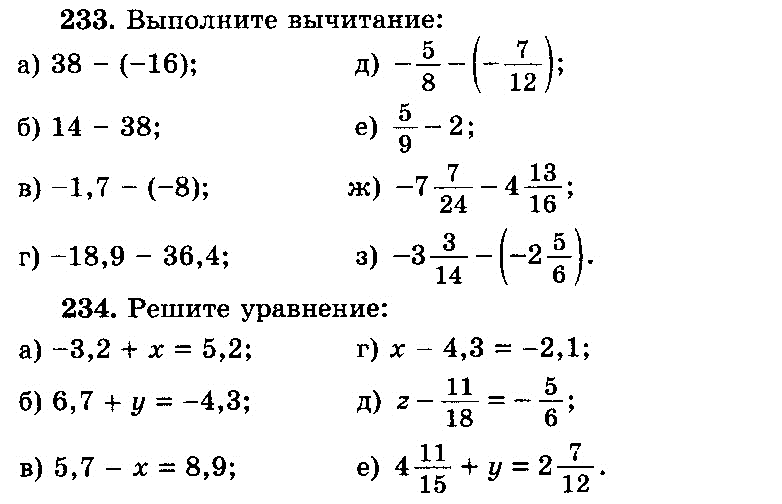 233. Выполните вычитание:
а) 38 − (−16); д) −5/8 − (−7/12);
б) 14 − 38; е) 5/9 − 2;
в) −1,7 − (−8); ж) −7 7/24 − 4 13/16;
г) −18,9 − 36,4; з) −3 3/14 − (−2 5/6).
234. Решите уравнение:
а) −3,2 + x = 5,2; г) x − 4,3 = −2,1;
б) 6,7 + y = −4,3; д) z − 11/18 = −5/6;
в) 5,7 − x = 8,9; е) 4 11/15 + y = 2 7/12.